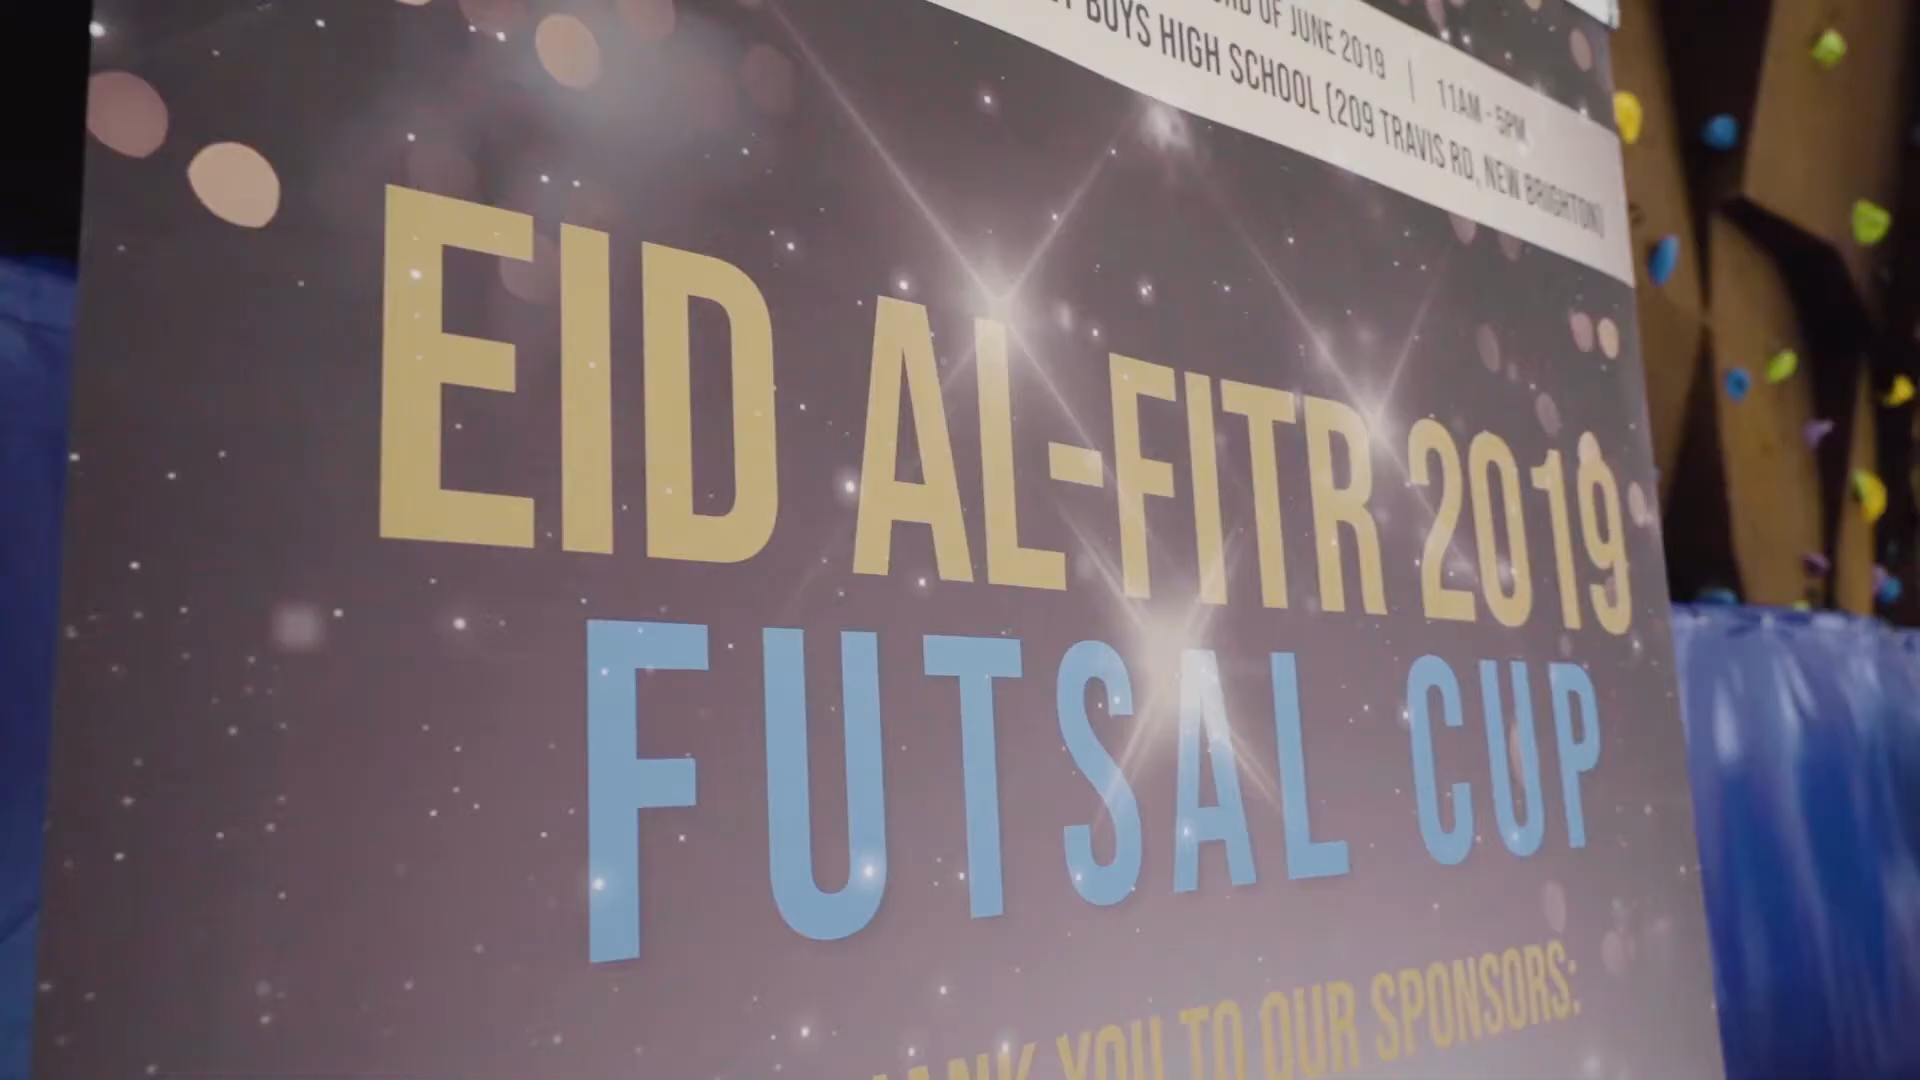 OF JUNE 2019 | 11AM - 5PM
BOYS HIGH SCHOOL (209 TRAVIS RD, NEW BRIGHTON)
EID AL-FITR 2019
FUTSAL CUP
YOU TO OUR SPONSORS: